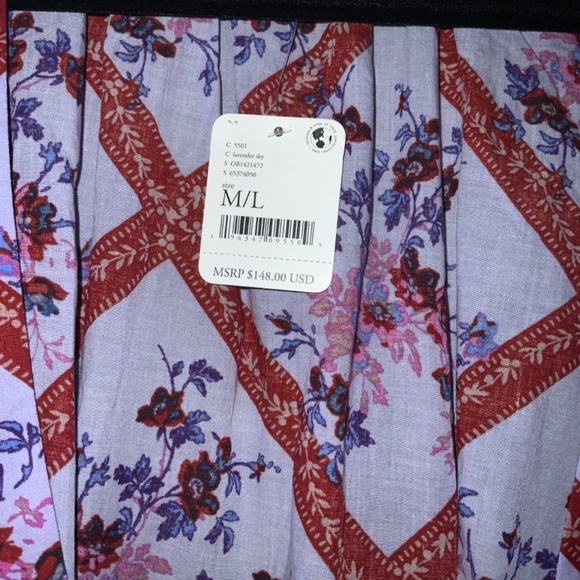 C 5501
C lavender sky
S OB1421472
S 65374050
size
M/L
MSRP $148.00 USD